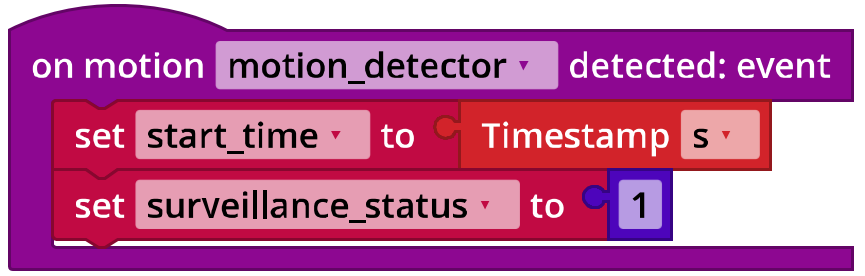 on motion motion_detector detected: event
set start_time to Timestamp s
set surveillance_status to 1